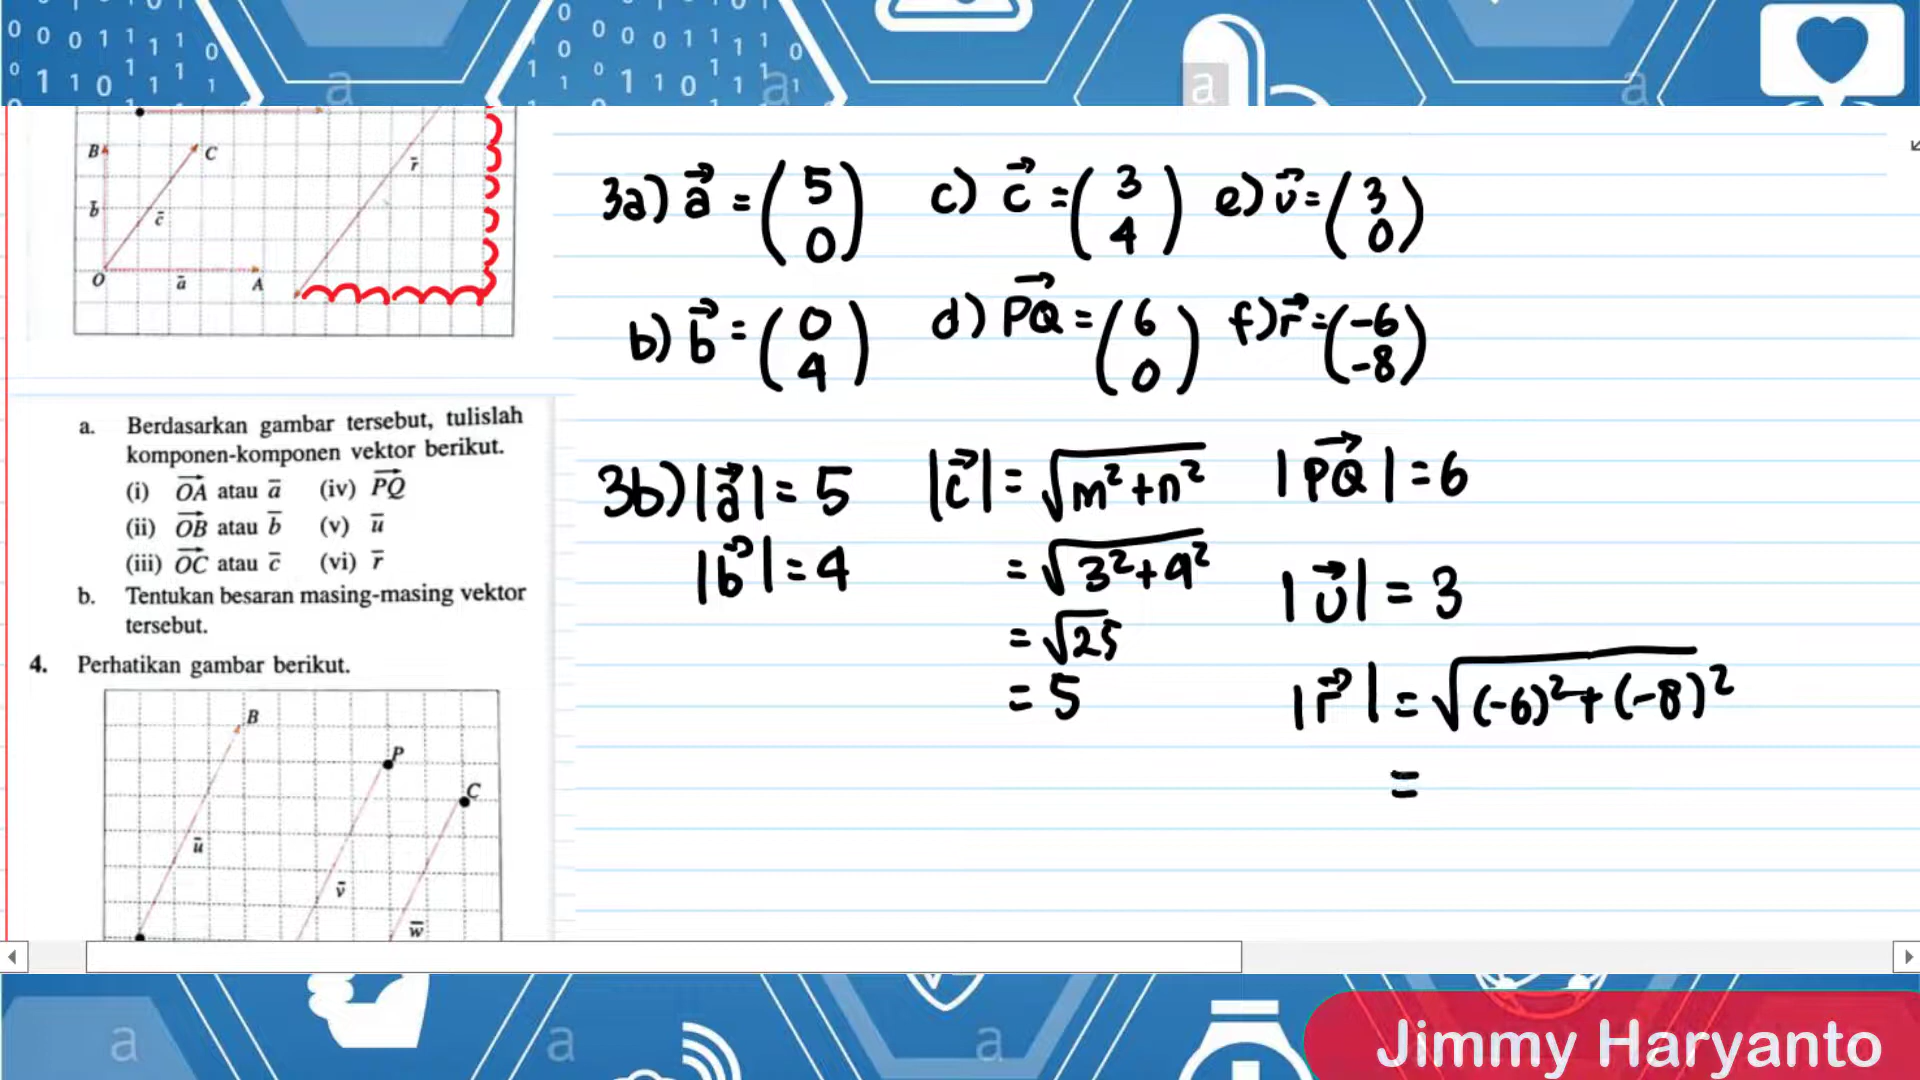 B C
r̄
b̄ c̄
O ā A
a. Berdasarkan gambar tersebut, tulislah
komponen-komponen vektor berikut.
(i) OA atau ā (iv) PQ
(ii) OB atau b̄ (v) ū
(iii) OC atau c̄ (vi) r̄
b. Tentukan besaran masing-masing vektor
tersebut.
4. Perhatikan gambar berikut.
B
P
C
ū
v̄
w̄
3a) a⃗ = (5 0) c) c⃗ = (3 4) e) u⃗ = (3 0)
b) b⃗ = (0 4) d) PQ⃗ = (6 0) f) r⃗ = (-6 -8)
3b) |a⃗| = 5
|b⃗| = 4
|c⃗| = √m²+n²
= √3²+4²
= √25
= 5
|PQ⃗| = 6
|u⃗| = 3
|r⃗| = √(-6)²+(-8)²
=
Jimmy Haryanto